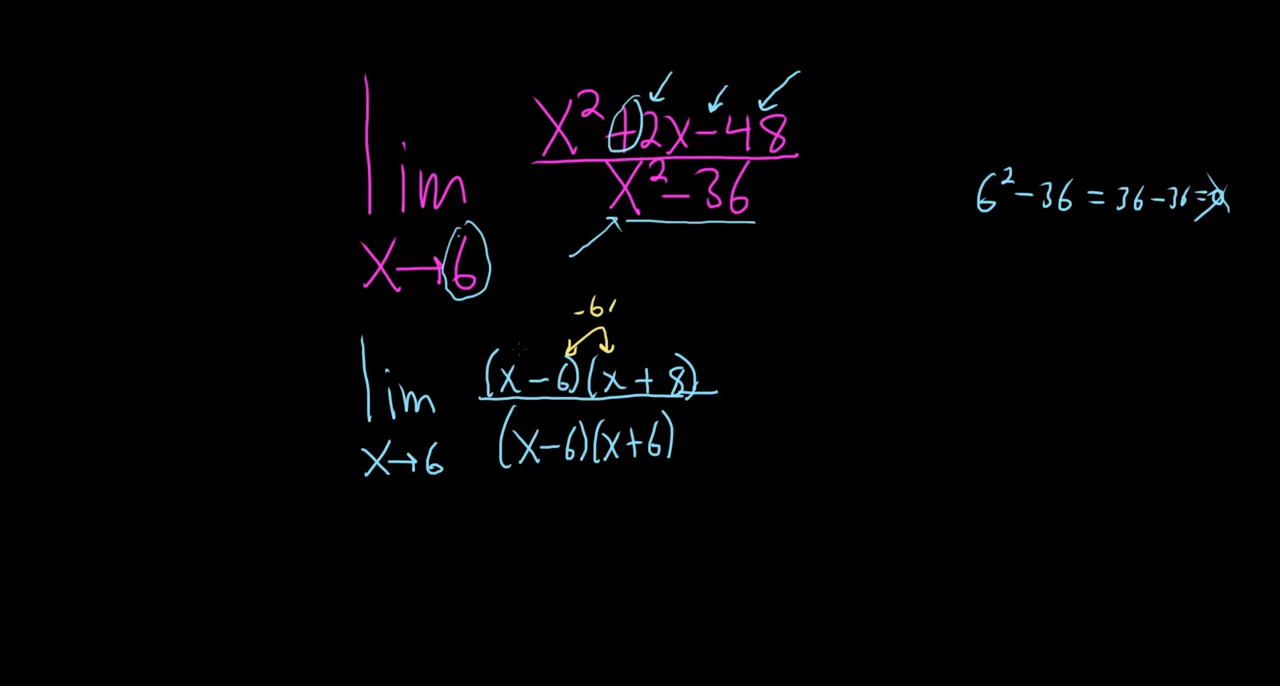 lim x→6 (x² + 2x - 48) / (x² - 36)
6² - 36 = 36 - 36 = 0
-6
lim x→6 ((x - 6)(x + 8)) / ((x - 6)(x + 6))